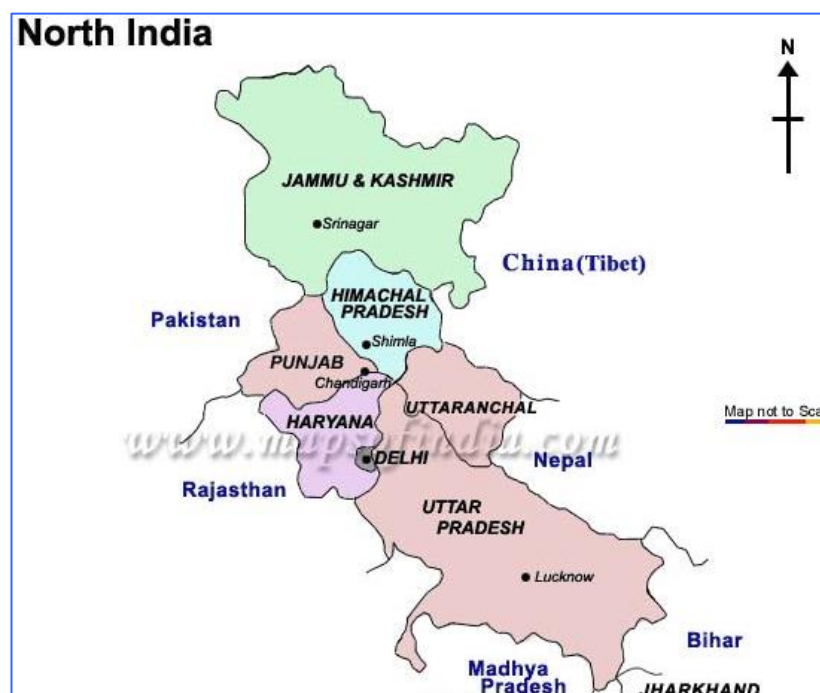 North India
N
JAMMU & KASHMIR
Srinagar
China (Tibet)
HIMACHAL
PRADESH
Pakistan
Shimla
PUNJAB
Chandigarh
UTTARANCHAL
Map not to Sca
HARYANA
www.mapsofindia.com
DELHI
Nepal
Rajasthan
UTTAR
PRADESH
Lucknow
Bihar
Madhya
Pradesh
JHARKHAND